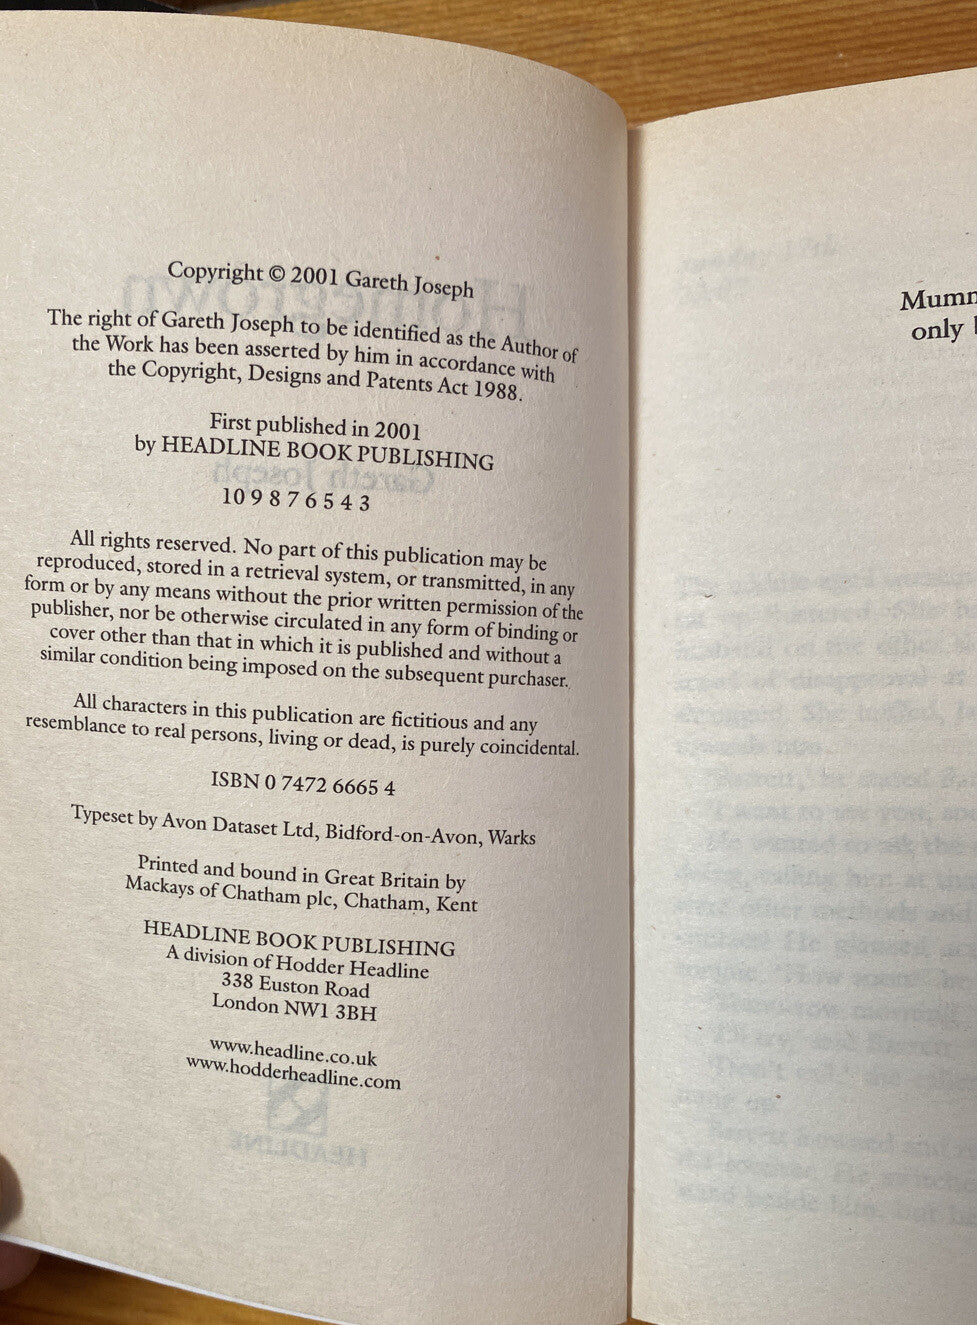 Copyright © 2001 Gareth Joseph
The right of Gareth Joseph to be identified as the Author of
the Work has been asserted by him in accordance with
the Copyright, Designs and Patents Act 1988.
First published in 2001
by HEADLINE BOOK PUBLISHING
10 9 8 7 6 5 4 3
All rights reserved. No part of this publication may be
reproduced, stored in a retrieval system, or transmitted, in any
form or by any means without the prior written permission of the
publisher, nor be otherwise circulated in any form of binding or
cover other than that in which it is published and without a
similar condition being imposed on the subsequent purchaser.
All characters in this publication are fictitious and any
resemblance to real persons, living or dead, is purely coincidental.
ISBN 0 7472 6665 4
Typeset by Avon Dataset Ltd, Bidford-on-Avon, Warks
Printed and bound in Great Britain by
Mackays of Chatham plc, Chatham, Kent
HEADLINE BOOK PUBLISHING
A division of Hodder Headline
338 Euston Road
London NW1 3BH
www.headline.co.uk
www.hodderheadline.com
Homegrown
Gareth Joseph
HEADLINE
Mumm
only